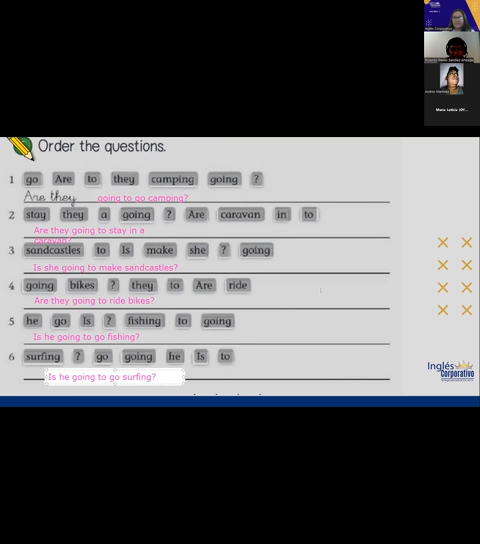 Order the questions.
1 go Are to they camping going ?
Are they going to go camping?
2 stay they a going ? Are caravan in to
Are they going to stay in a
caravan?
3 sandcastles to Is make she ? going
Is she going to make sandcastles?
4 going bikes ? they to Are ride
Are they going to ride bikes?
5 he go Is ? fishing to going
Is he going to go fishing?
6 surfing ? go going he Is to
Is he going to go surfing?
Inglés
Corporativo